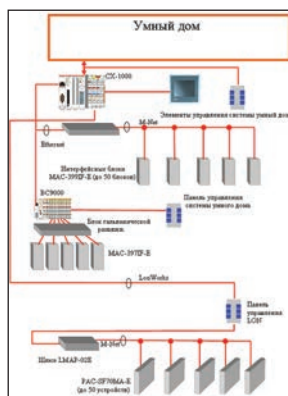 Умный дом
CX-1000
Элементы управления системы умный дом
M-Net
Ethernet
Интерфейсные блоки
MAC-399IF-E (до 50 блоков)
BC9000
Панель управления
системы умного дома
Блок гальванической
развязки
MAC-397IF-E
LonWorks
Панель
управления
LON
M-Net
Шлюз LMAP-02E
PAC-SF70MA-E
(до 50 устройств)